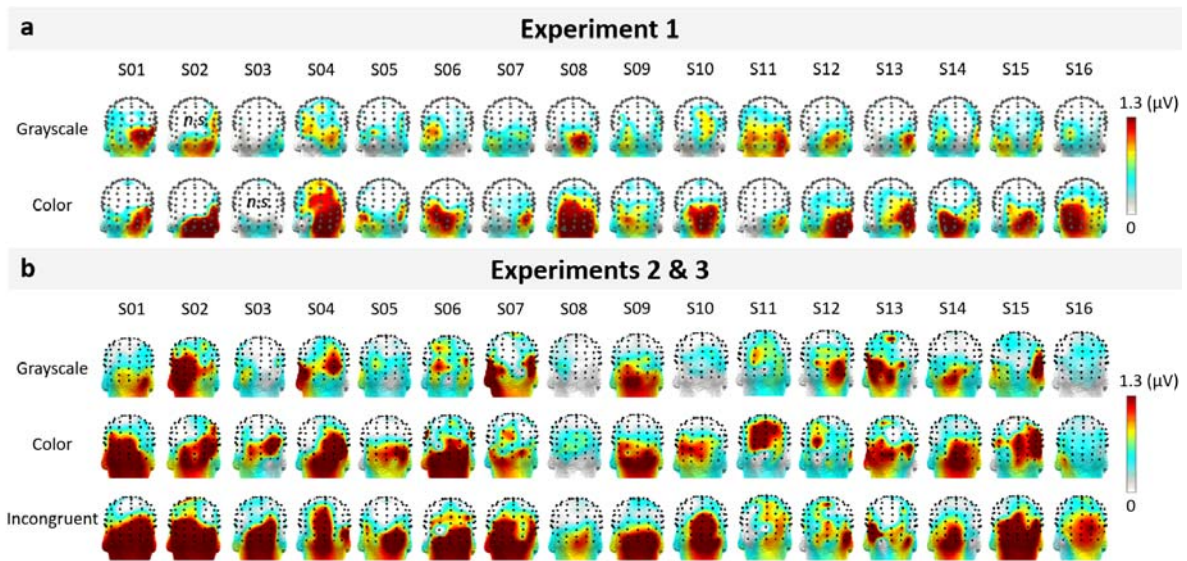 a Experiment 1
S01 S02 S03 S04 S05 S06 S07 S08 S09 S10 S11 S12 S13 S14 S15 S16
1.3 (µV)
Grayscale n.s.
Color n.s.
0
b Experiments 2 & 3
S01 S02 S03 S04 S05 S06 S07 S08 S09 S10 S11 S12 S13 S14 S15 S16
Grayscale
1.3 (µV)
Color
Incongruent
0